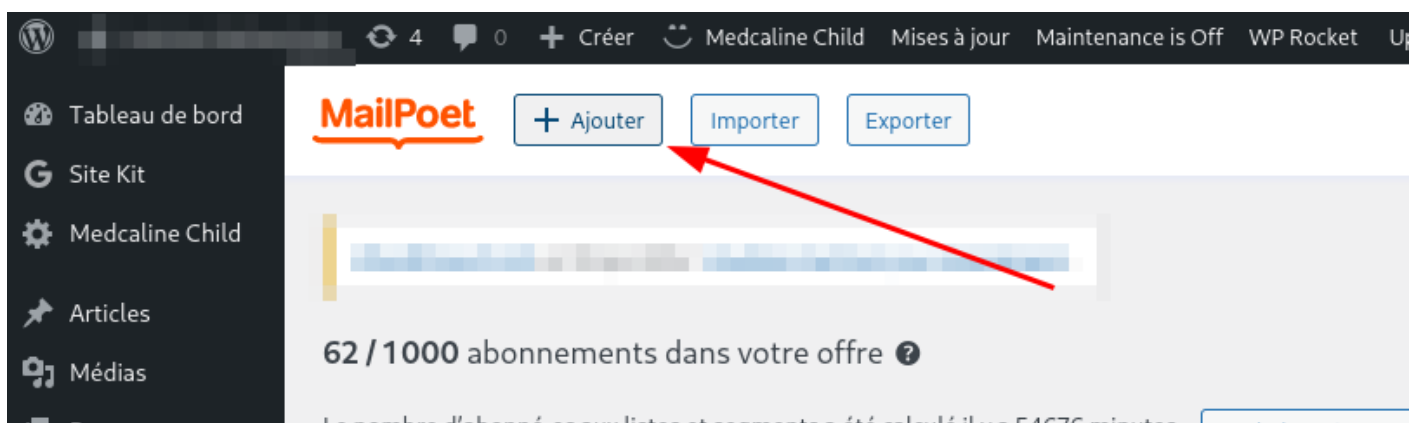 4 0 + Créer Medcaline Child Mises à jour Maintenance is Off WP Rocket
Tableau de bord
Site Kit
Medcaline Child
Articles
Médias
MailPoet + Ajouter Importer Exporter
62 / 1000 abonnements dans votre offre ?